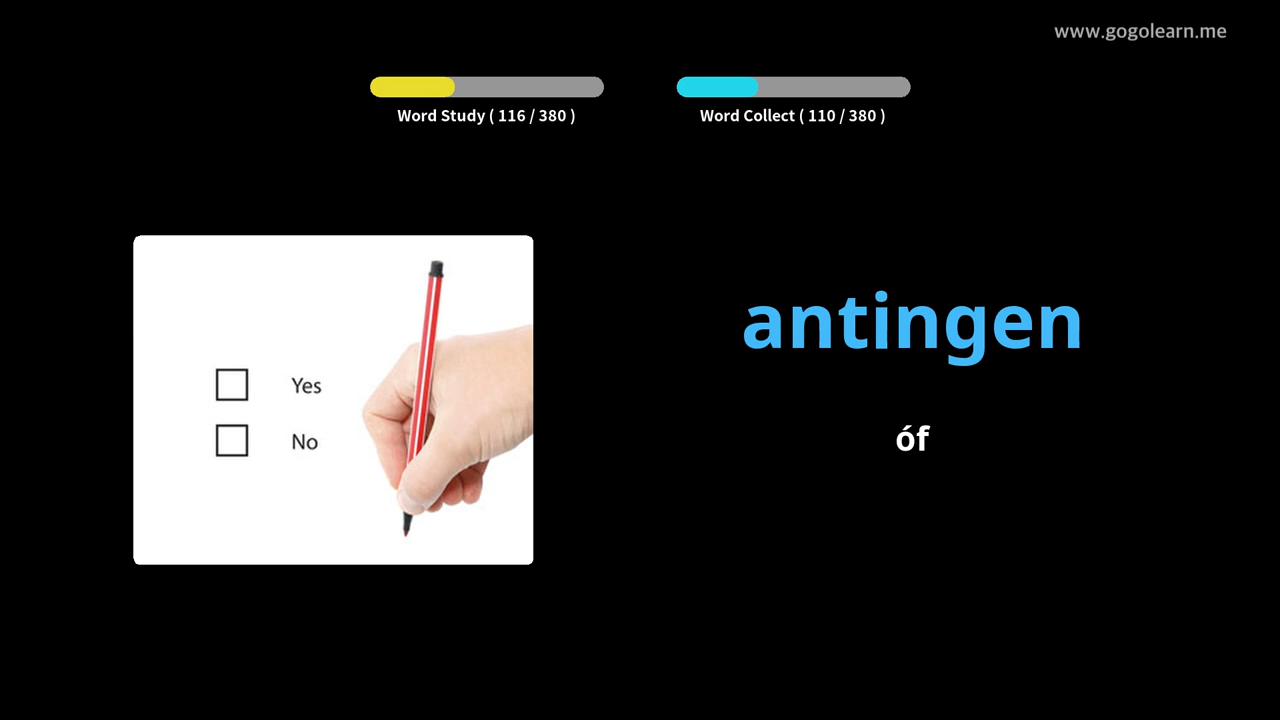 www.gogolearn.me
Word Study ( 116 / 380 )
Word Collect ( 110 / 380 )
Yes
No
antingen
óf